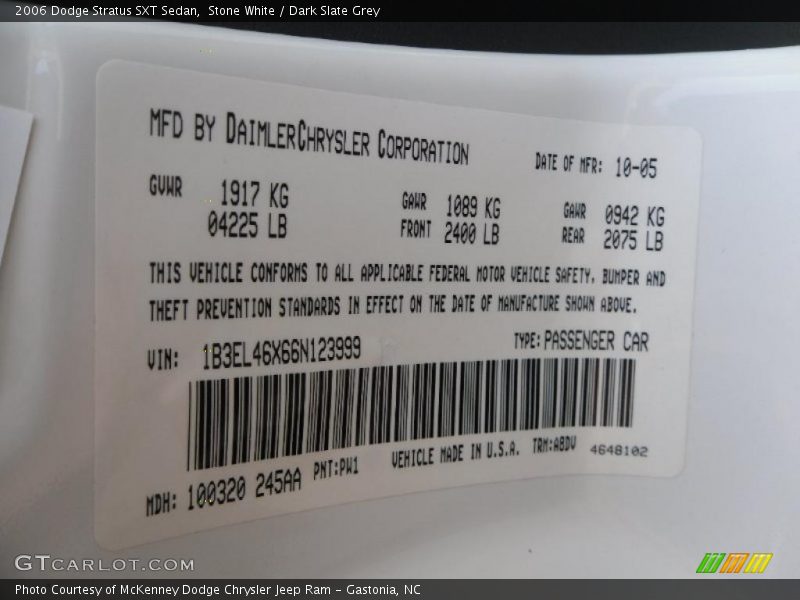 2006 Dodge Stratus SXT Sedan, Stone White / Dark Slate Grey
MFD BY DAIMLERCHRYSLER CORPORATION DATE OF MFR: 10-05
GVWR 1917 KG GAWR 1089 KG GAWR 0942 KG
04225 LB FRONT 2400 LB REAR 2075 LB
THIS VEHICLE CONFORMS TO ALL APPLICABLE FEDERAL MOTOR VEHICLE SAFETY, BUMPER AND
THEFT PREVENTION STANDARDS IN EFFECT ON THE DATE OF MANUFACTURE SHOWN ABOVE.
VIN: 1B3EL46X66N123999 TYPE: PASSENGER CAR
MDH: 100320 245AA PNT:PW1 VEHICLE MADE IN U.S.A. TRM:ABDV 4648102
GTCARLOT.COM
Photo Courtesy of McKenney Dodge Chrysler Jeep Ram – Gastonia, NC